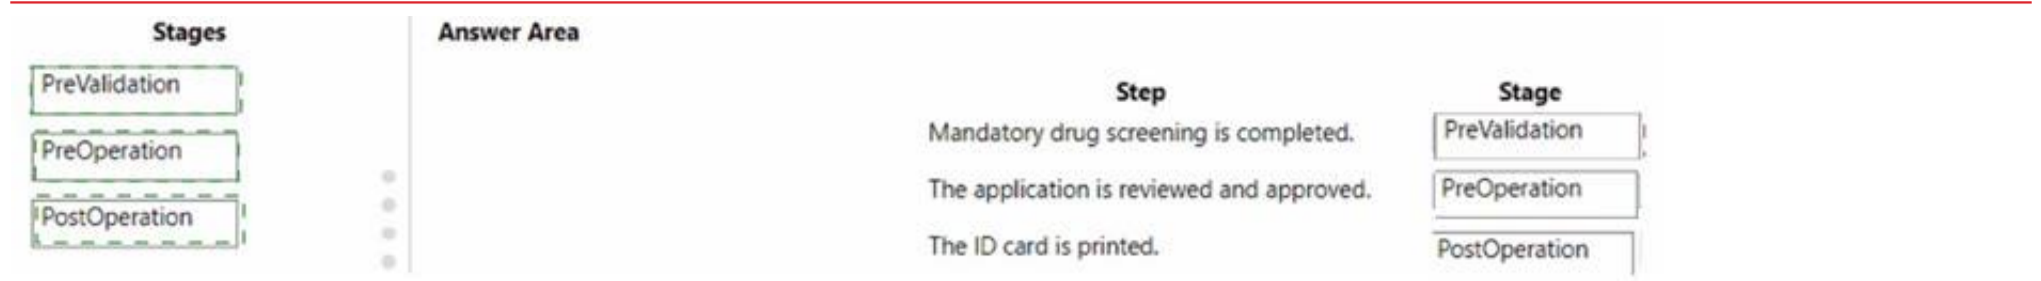 Stages
PreValidation
PreOperation
PostOperation
Answer Area
Step Stage
Mandatory drug screening is completed. PreValidation
The application is reviewed and approved. PreOperation
The ID card is printed. PostOperation